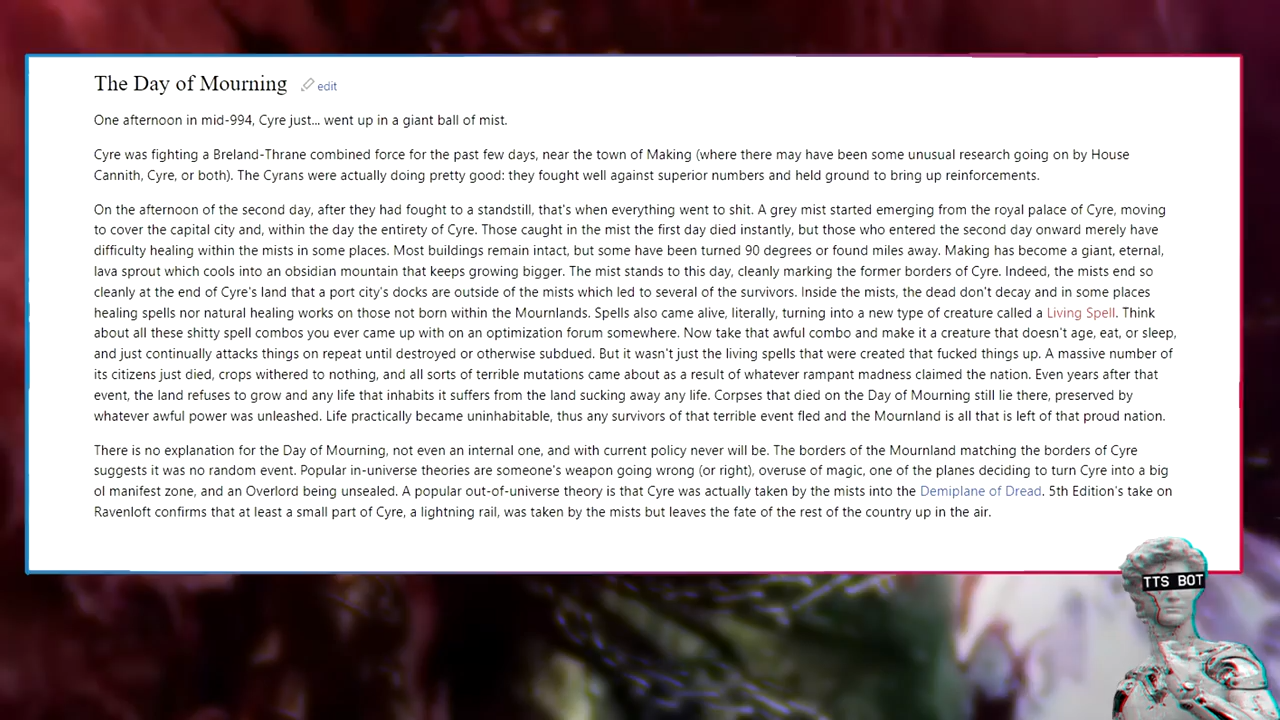 The Day of Mourning edit
One afternoon in mid-994, Cyre just... went up in a giant ball of mist.
Cyre was fighting a Breland-Thrane combined force for the past few days, near the town of Making (where there may have been some unusual research going on by House
Cannith, Cyre, or both). The Cyrans were actually doing pretty good: they fought well against superior numbers and held ground to bring up reinforcements.
On the afternoon of the second day, after they had fought to a standstill, that's when everything went to shit. A grey mist started emerging from the royal palace of Cyre, moving
to cover the capital city and, within the day the entirety of Cyre. Those caught in the mist the first day died instantly, but those who entered the second day onward merely have
difficulty healing within the mists in some places. Most buildings remain intact, but some have been turned 90 degrees or found miles away. Making has become a giant, eternal,
lava sprout which cools into an obsidian mountain that keeps growing bigger. The mist stands to this day, cleanly marking the former borders of Cyre. Indeed, the mists end so
cleanly at the end of Cyre's land that a port city's docks are outside of the mists which led to several of the survivors. Inside the mists, the dead don't decay and in some places
healing spells nor natural healing works on those not born within the Mournlands. Spells also came alive, literally, turning into a new type of creature called a Living Spell. Think
about all these shitty spell combos you ever came up with on an optimization forum somewhere. Now take that awful combo and make it a creature that doesn't age, eat, or sleep,
and just continually attacks things on repeat until destroyed or otherwise subdued. But it wasn't just the living spells that were created that fucked things up. A massive number of
its citizens just died, crops withered to nothing, and all sorts of terrible mutations came about as a result of whatever rampant madness claimed the nation. Even years after that
event, the land refuses to grow and any life that inhabits it suffers from the land sucking away any life. Corpses that died on the Day of Mourning still lie there, preserved by
whatever awful power was unleashed. Life practically became uninhabitable, thus any survivors of that terrible event fled and the Mournland is all that is left of that proud nation.
There is no explanation for the Day of Mourning, not even an internal one, and with current policy never will be. The borders of the Mournland matching the borders of Cyre
suggests it was no random event. Popular in-universe theories are someone's weapon going wrong (or right), overuse of magic, one of the planes deciding to turn Cyre into a big
ol manifest zone, and an Overlord being unsealed. A popular out-of-universe theory is that Cyre was actually taken by the mists into the Demiplane of Dread. 5th Edition's take on
Ravenloft confirms that at least a small part of Cyre, a lightning rail, was taken by the mists but leaves the fate of the rest of the country up in the air.
TTS BOT